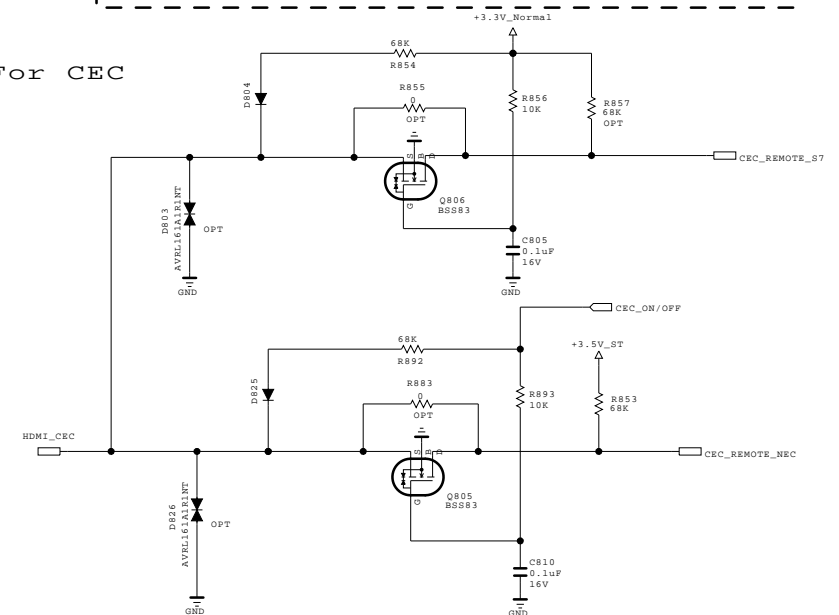 +3.3V_Normal
For CEC
68K
R854
D804
R855
0
OPT
R856
10K
R857
68K
OPT
S
B
D
CEC_REMOTE_S7
G
Q806
BSS83
D803
AVRL161A1R1NT
OPT
C805
0.1uF
16V
GND
GND
CEC_ON/OFF
68K
R892
+3.5V_ST
D825
R883
0
OPT
R893
10K
R853
68K
HDMI_CEC
S
B
D
CEC_REMOTE_NEC
G
Q805
BSS83
D826
AVRL161A1R1NT
OPT
C810
0.1uF
16V
GND
GND